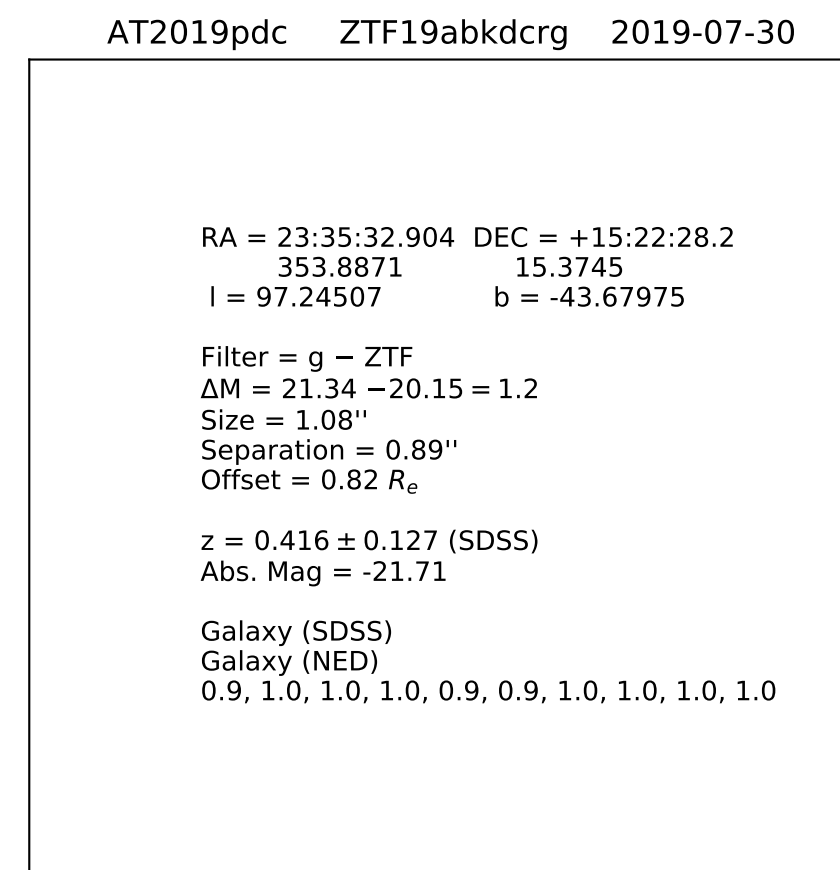 AT2019pdc ZTF19abkdcrg 2019-07-30
RA = 23:35:32.904 DEC = +15:22:28.2
353.8871 15.3745
l = 97.24507 b = -43.67975
Filter = g − ZTF
ΔM = 21.34 −20.15 = 1.2
Size = 1.08''
Separation = 0.89''
Offset = 0.82 Re
z = 0.416 ± 0.127 (SDSS)
Abs. Mag = -21.71
Galaxy (SDSS)
Galaxy (NED)
0.9, 1.0, 1.0, 1.0, 0.9, 0.9, 1.0, 1.0, 1.0, 1.0